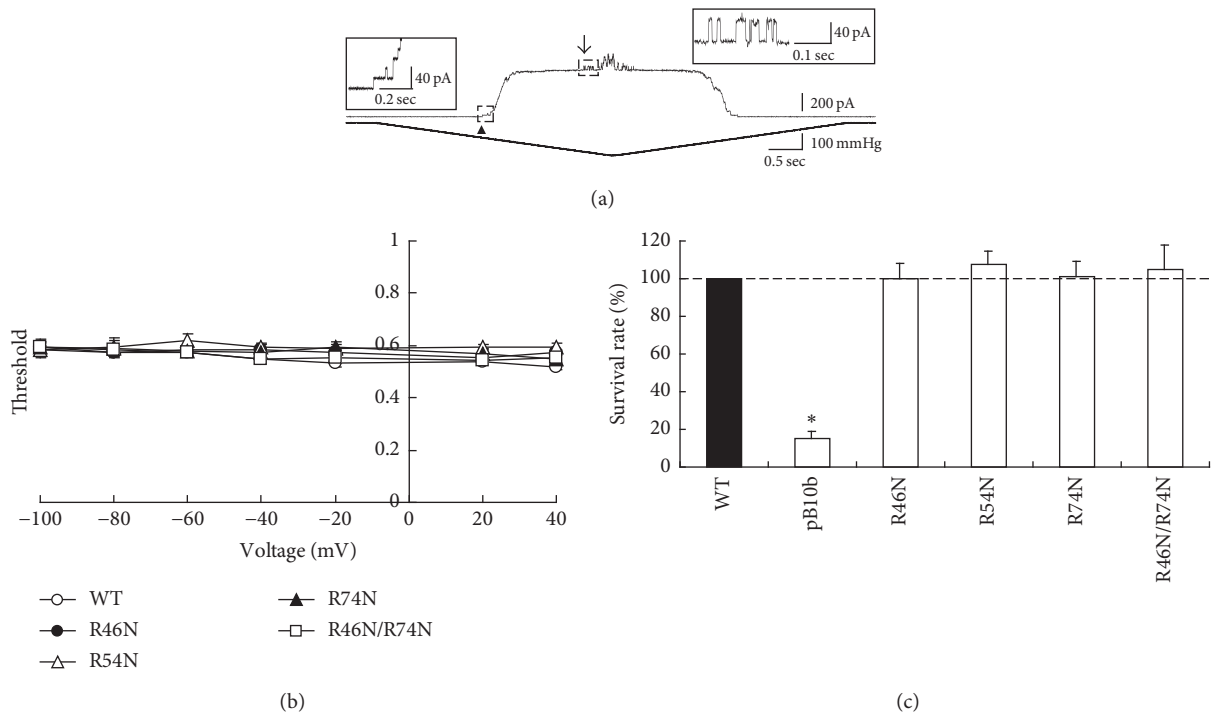 40 pA
0.2 sec
40 pA
0.1 sec
200 pA
100 mmHg
0.5 sec
(a)
1
0.8
0.6
0.4
0.2
0
Threshold
−100
−80
−60
−40
−20
0
20
40
Voltage (mV)
WT
R46N
R54N
R74N
R46N/R74N
(b)
120
100
80
60
40
20
0
Survival rate (%)
*
WT
pB10b
R46N
R54N
R74N
R46N/R74N
(c)